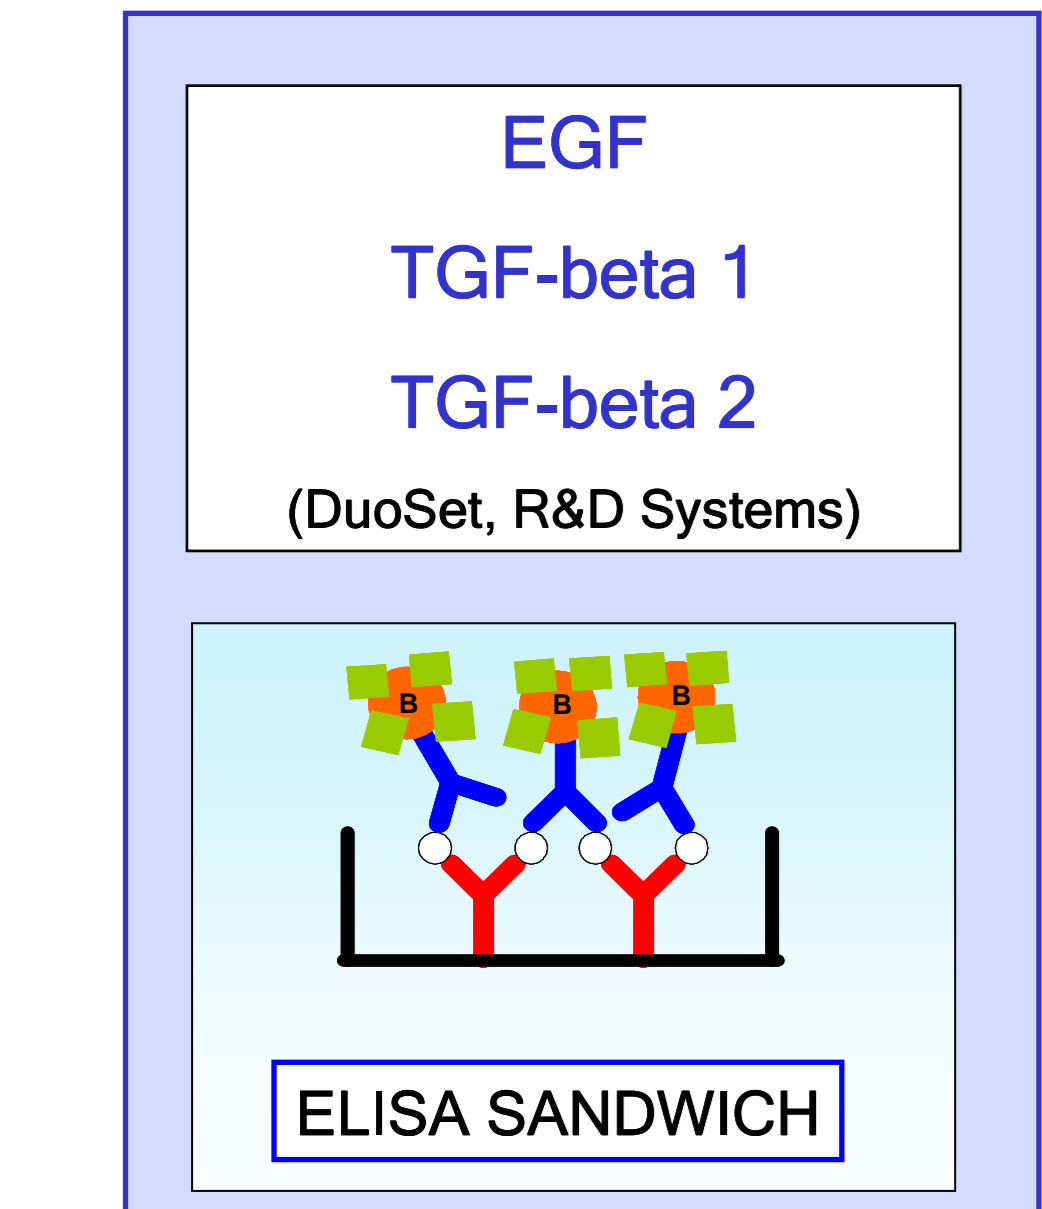 EGF
TGF-beta 1
TGF-beta 2
(DuoSet, R&D Systems)
B B B
ELISA SANDWICH